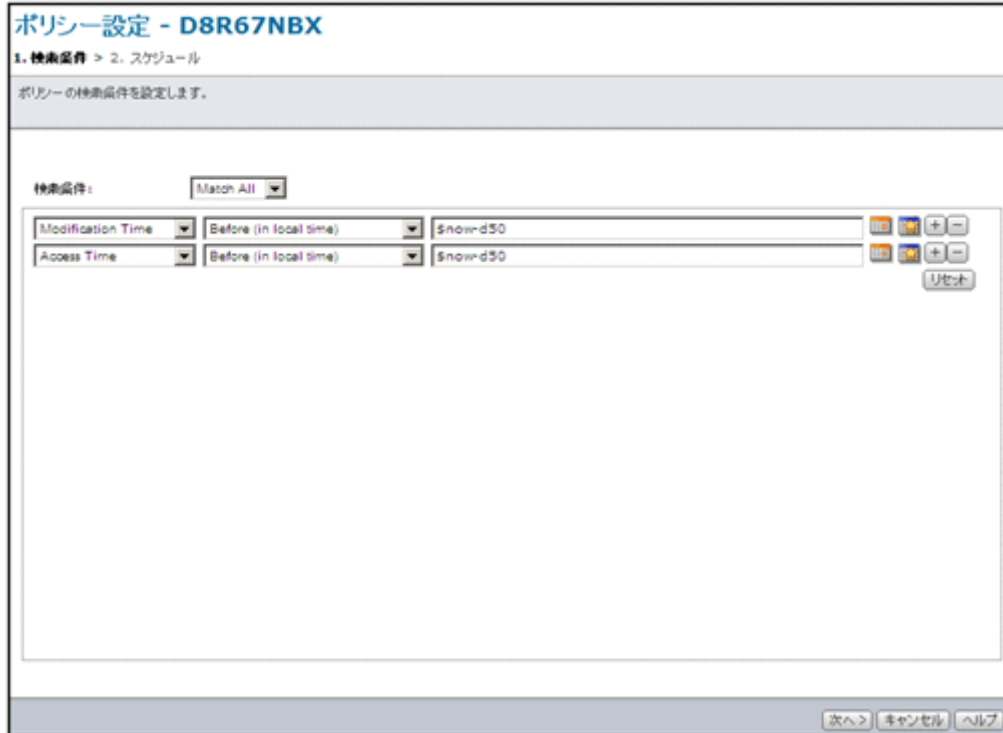 ポリシー設定 - D8R67NBX
1. 検索条件 > 2. スケジュール
ポリシーの検索条件を設定します。
検索条件: Match All
Modification Time Before (in local time) $now-d50
Access Time Before (in local time) $now-d50
リセット
次へ> キャンセル ヘルプ